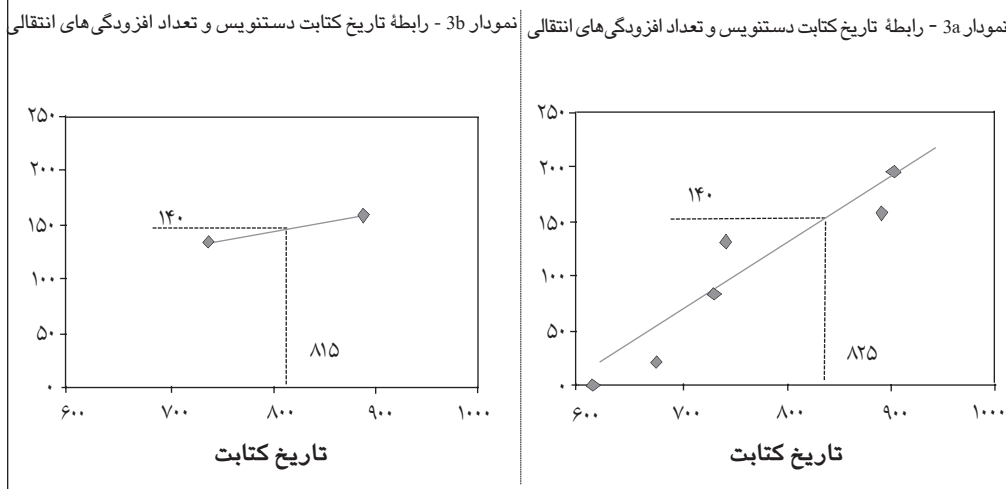 نمودار 3a - رابطهٔ تاریخ کتابت دستنویس و تعداد افزودگی‌های انتقالی
۲۵۰
۲۰۰
۱۵۰
۱۰۰
۵۰
۰
۱۴۰
۸۲۵
۶۰۰ ۷۰۰ ۸۰۰ ۹۰۰ ۱۰۰۰
تاریخ کتابت
نمودار 3b - رابطهٔ تاریخ کتابت دستنویس و تعداد افزودگی‌های انتقالی
۲۵۰
۲۰۰
۱۵۰
۱۰۰
۵۰
۰
۱۴۰
۸۱۵
۶۰۰ ۷۰۰ ۸۰۰ ۹۰۰ ۱۰۰۰
تاریخ کتابت